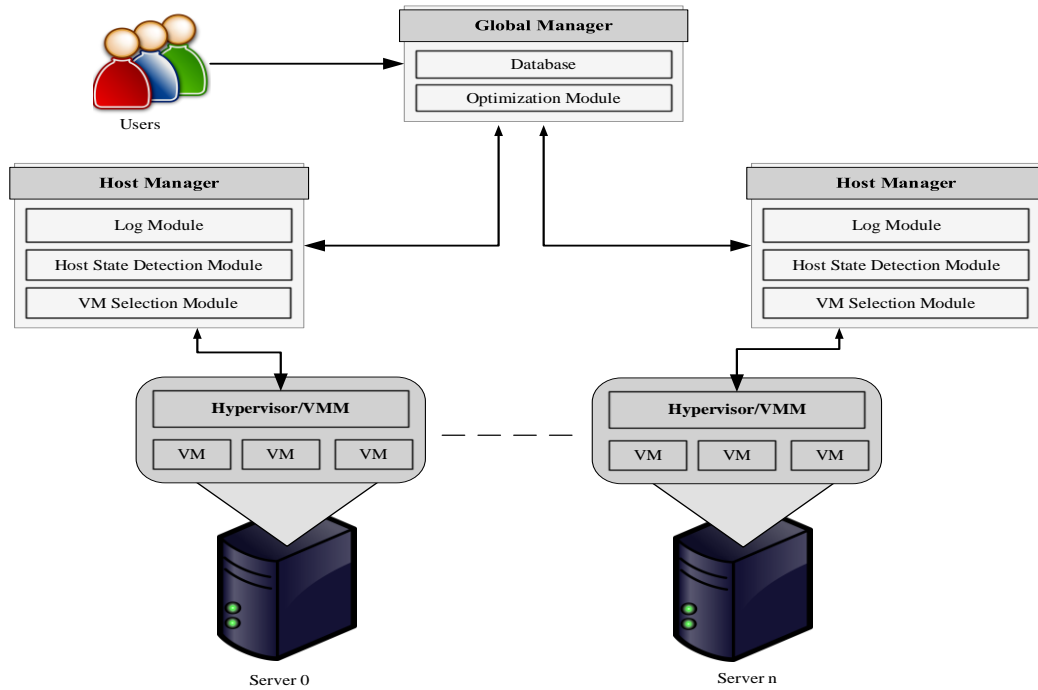 Global Manager
Database
Optimization Module
Users
Host Manager
Log Module
Host State Detection Module
VM Selection Module
Host Manager
Log Module
Host State Detection Module
VM Selection Module
Hypervisor/VMM
VM VM VM
Hypervisor/VMM
VM VM VM
Server 0
Server n